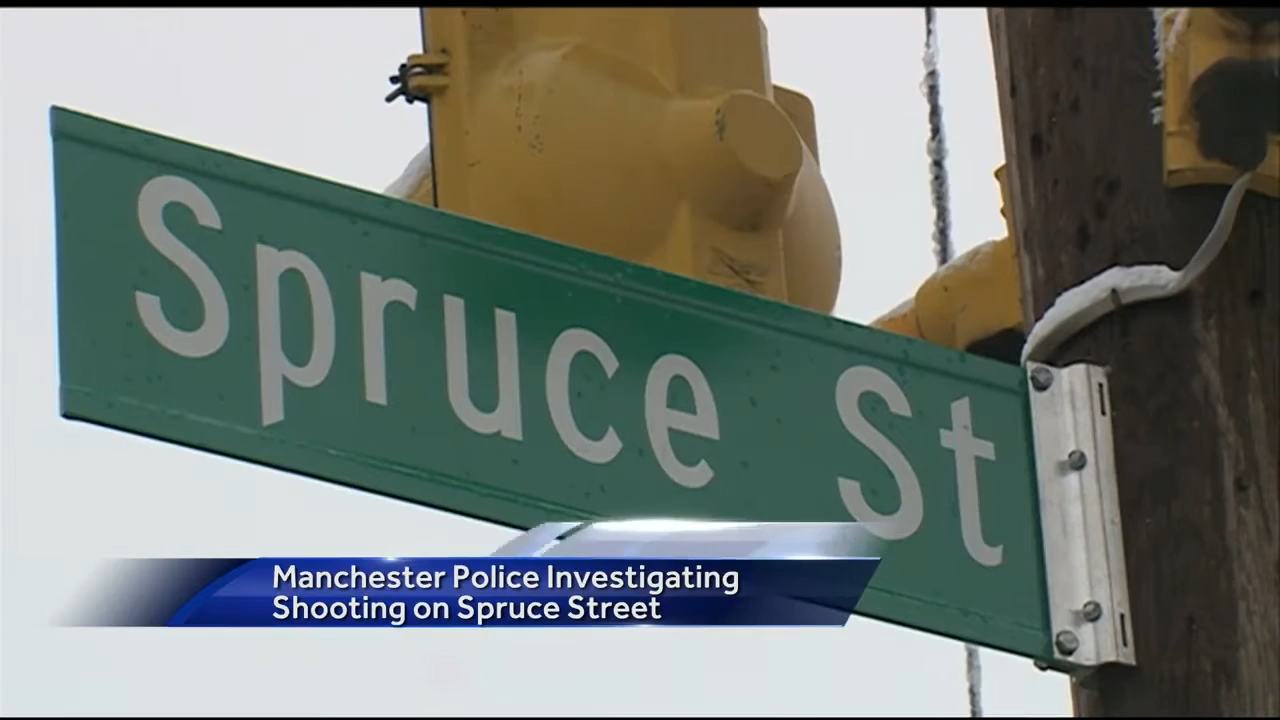 Spruce St
Manchester Police Investigating
Shooting on Spruce Street